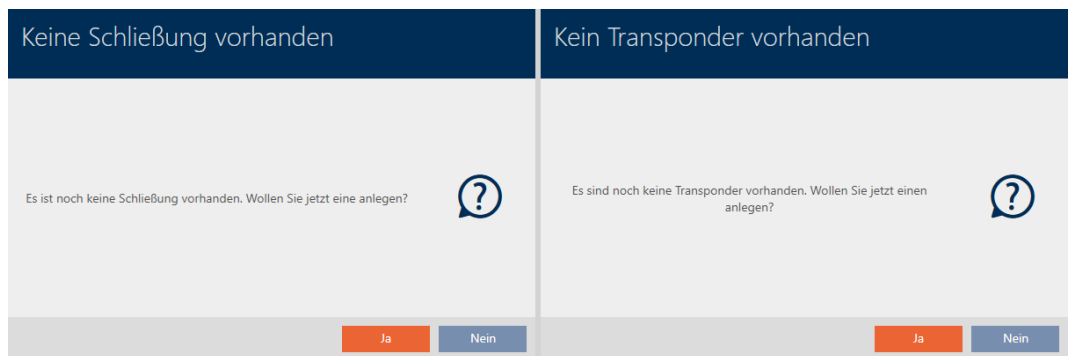 Keine Schließung vorhanden
Es ist noch keine Schließung vorhanden. Wollen Sie jetzt eine anlegen?
Ja
Nein
Kein Transponder vorhanden
Es sind noch keine Transponder vorhanden. Wollen Sie jetzt einen
anlegen?
Ja
Nein